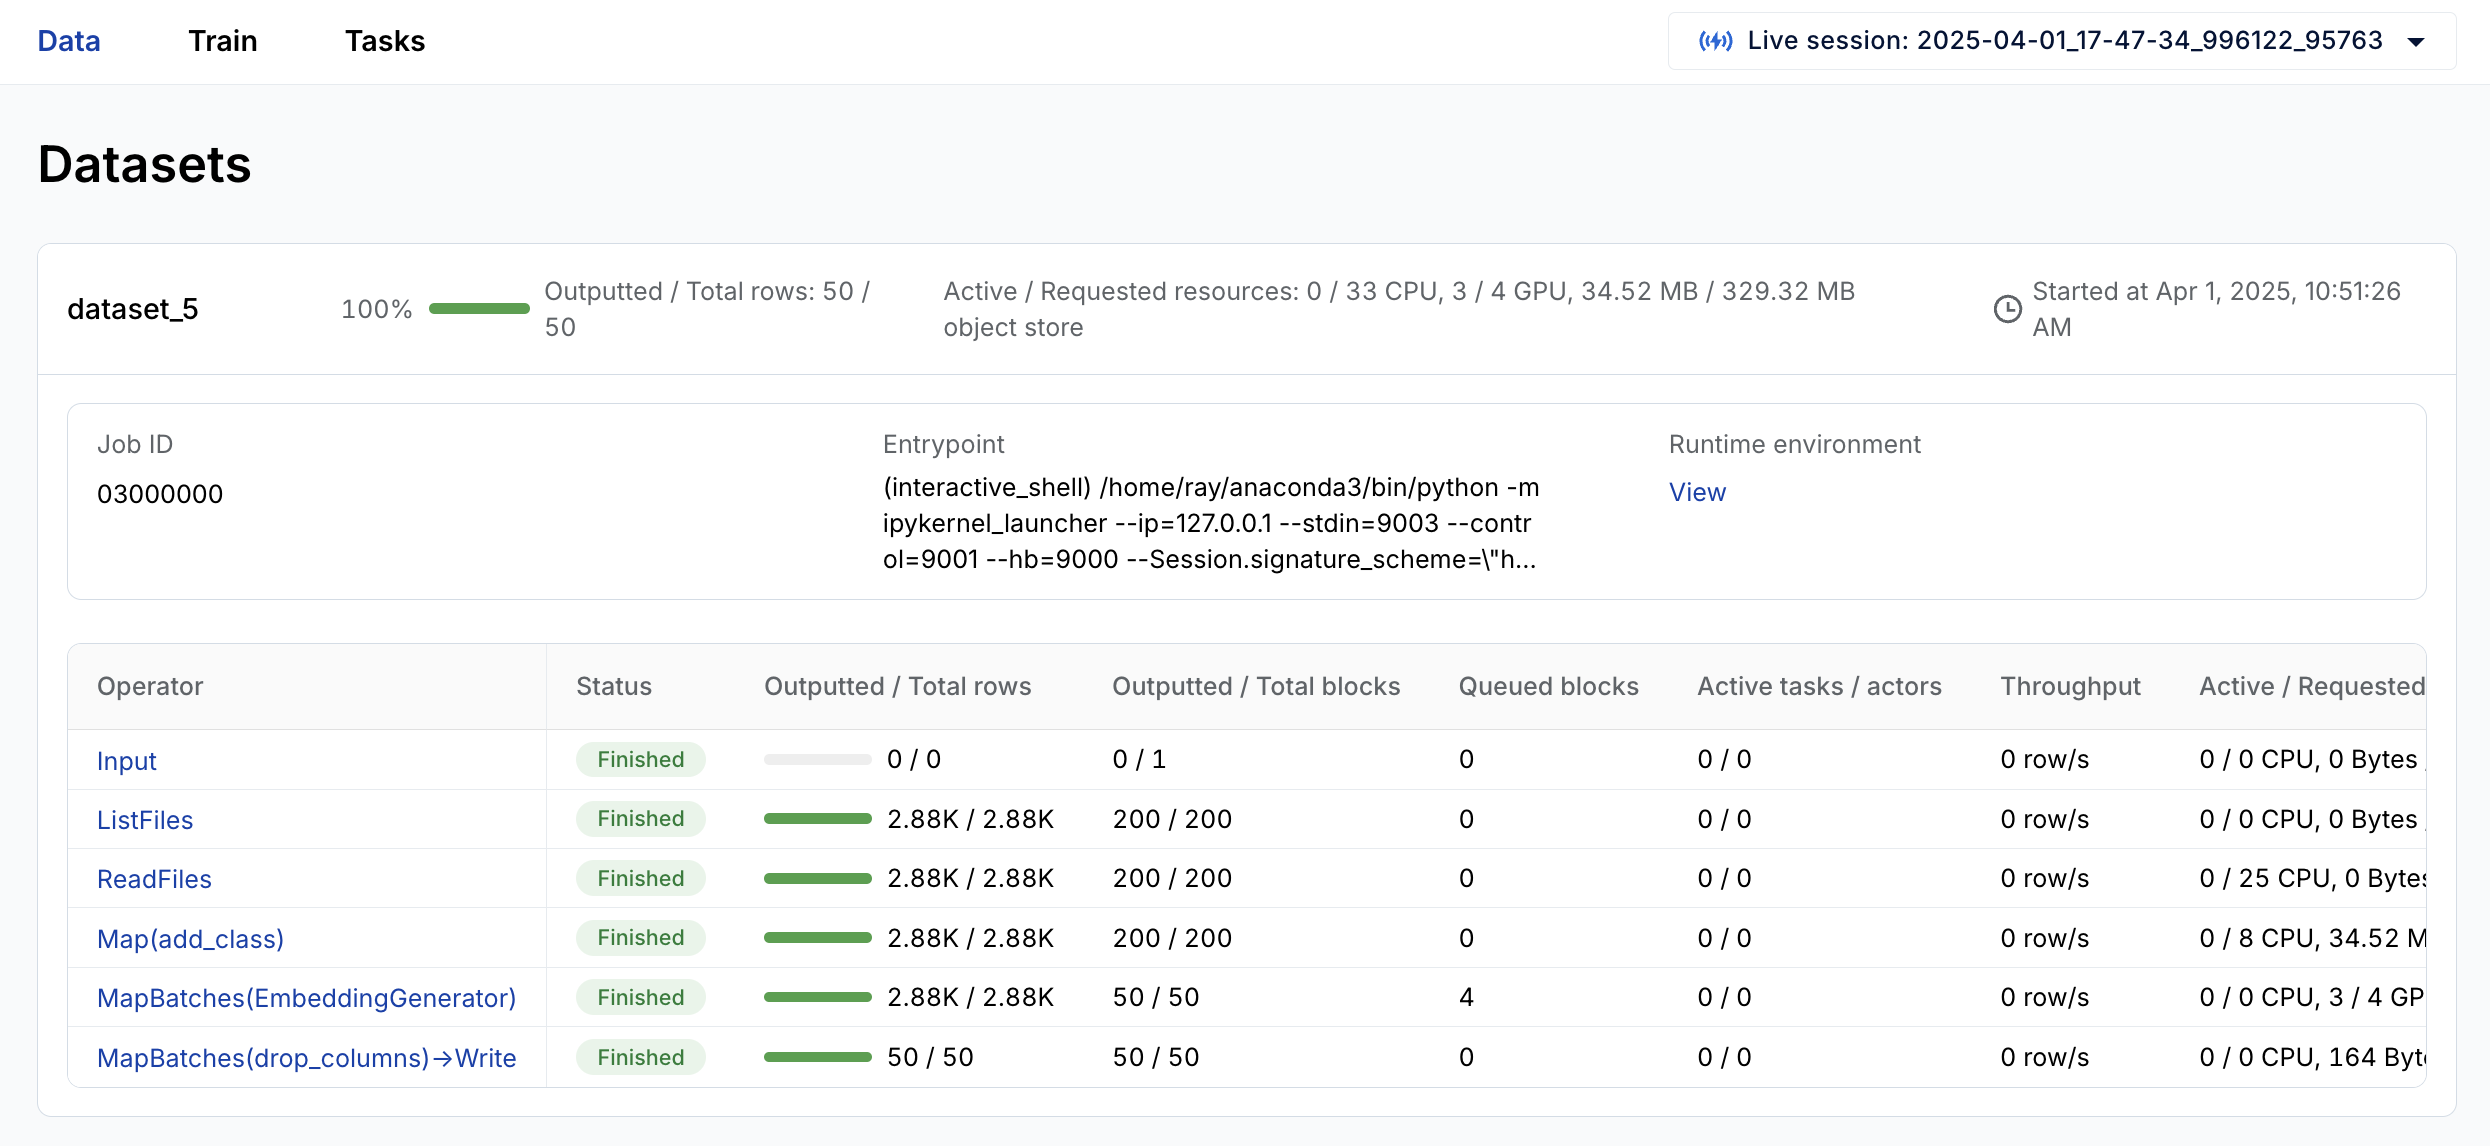 Data Train Tasks Live session: 2025-04-01_17-47-34_996122_95763
Datasets
dataset_5 100% Outputted / Total rows: 50 / 50 Active / Requested resources: 0 / 33 CPU, 3 / 4 GPU, 34.52 MB / 329.32 MB object store Started at Apr 1, 2025, 10:51:26 AM
Job ID
03000000
Entrypoint
(interactive_shell) /home/ray/anaconda3/bin/python -m
ipykernel_launcher --ip=127.0.0.1 --stdin=9003 --contr
ol=9001 --hb=9000 --Session.signature_scheme=\"h...
Runtime environment
View
Operator Status Outputted / Total rows Outputted / Total blocks Queued blocks Active tasks / actors Throughput Active / Requested
Input Finished 0 / 0 0 / 1 0 0 / 0 0 row/s 0 / 0 CPU, 0 Bytes
ListFiles Finished 2.88K / 2.88K 200 / 200 0 0 / 0 0 row/s 0 / 0 CPU, 0 Bytes
ReadFiles Finished 2.88K / 2.88K 200 / 200 0 0 / 0 0 row/s 0 / 25 CPU, 0 Bytes
Map(add_class) Finished 2.88K / 2.88K 200 / 200 0 0 / 0 0 row/s 0 / 8 CPU, 34.52 M
MapBatches(EmbeddingGenerator) Finished 2.88K / 2.88K 50 / 50 4 0 / 0 0 row/s 0 / 0 CPU, 3 / 4 GP
MapBatches(drop_columns)→Write Finished 50 / 50 50 / 50 0 0 / 0 0 row/s 0 / 0 CPU, 164 Byt